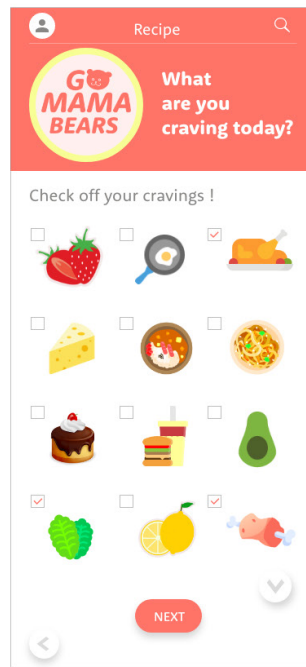 Recipe
GO
MAMA
BEARS
What
are you
craving today?
Check off your cravings !
NEXT